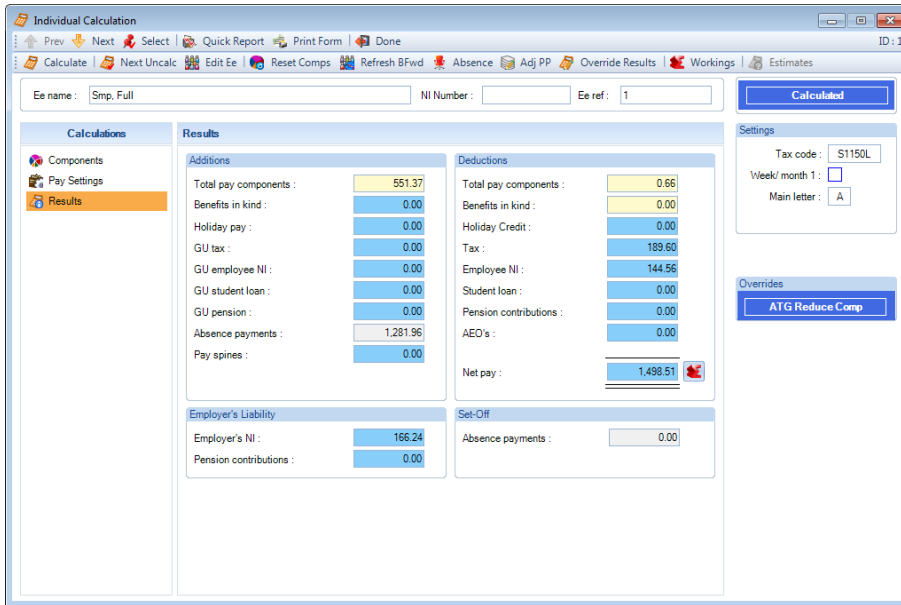 Individual Calculation
Prev Next Select Quick Report Print Form Done ID : 1
Calculate Next Uncalc Edit Ee Reset Comps Refresh BFwd Absence Adj PP Override Results Workings Estimates
Ee name : Smp, Full NI Number : Ee ref : 1 Calculated
Calculations
Components
Pay Settings
Results
Results
Additions
Total pay components : 551.37
Benefits in kind : 0.00
Holiday pay : 0.00
GU tax : 0.00
GU employee NI : 0.00
GU student loan : 0.00
GU pension : 0.00
Absence payments : 1,281.96
Pay spines : 0.00
Deductions
Total pay components : 0.66
Benefits in kind : 0.00
Holiday Credit : 0.00
Tax : 189.60
Employee NI : 144.56
Student loan : 0.00
Pension contributions : 0.00
AEO's : 0.00
Net pay : 1,498.51
Employer's Liability
Employer's NI : 166.24
Pension contributions : 0.00
Set-Off
Absence payments : 0.00
Settings
Tax code : S1150L
Week/ month 1 :
Main letter : A
Overrides
ATG Reduce Comp